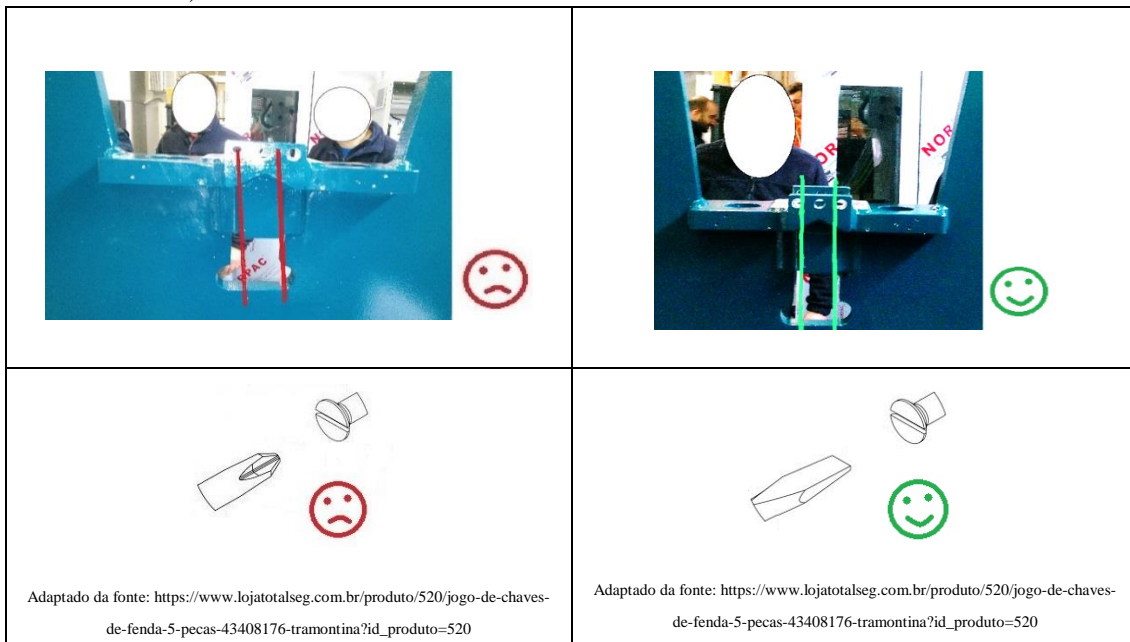 NOR
NOR
Adaptado da fonte: https://www.lojatotalseg.com.br/produto/520/jogo-de-chaves-
de-fenda-5-pecas-43408176-tramontina?id_produto=520
Adaptado da fonte: https://www.lojatotalseg.com.br/produto/520/jogo-de-chaves-
de-fenda-5-pecas-43408176-tramontina?id_produto=520